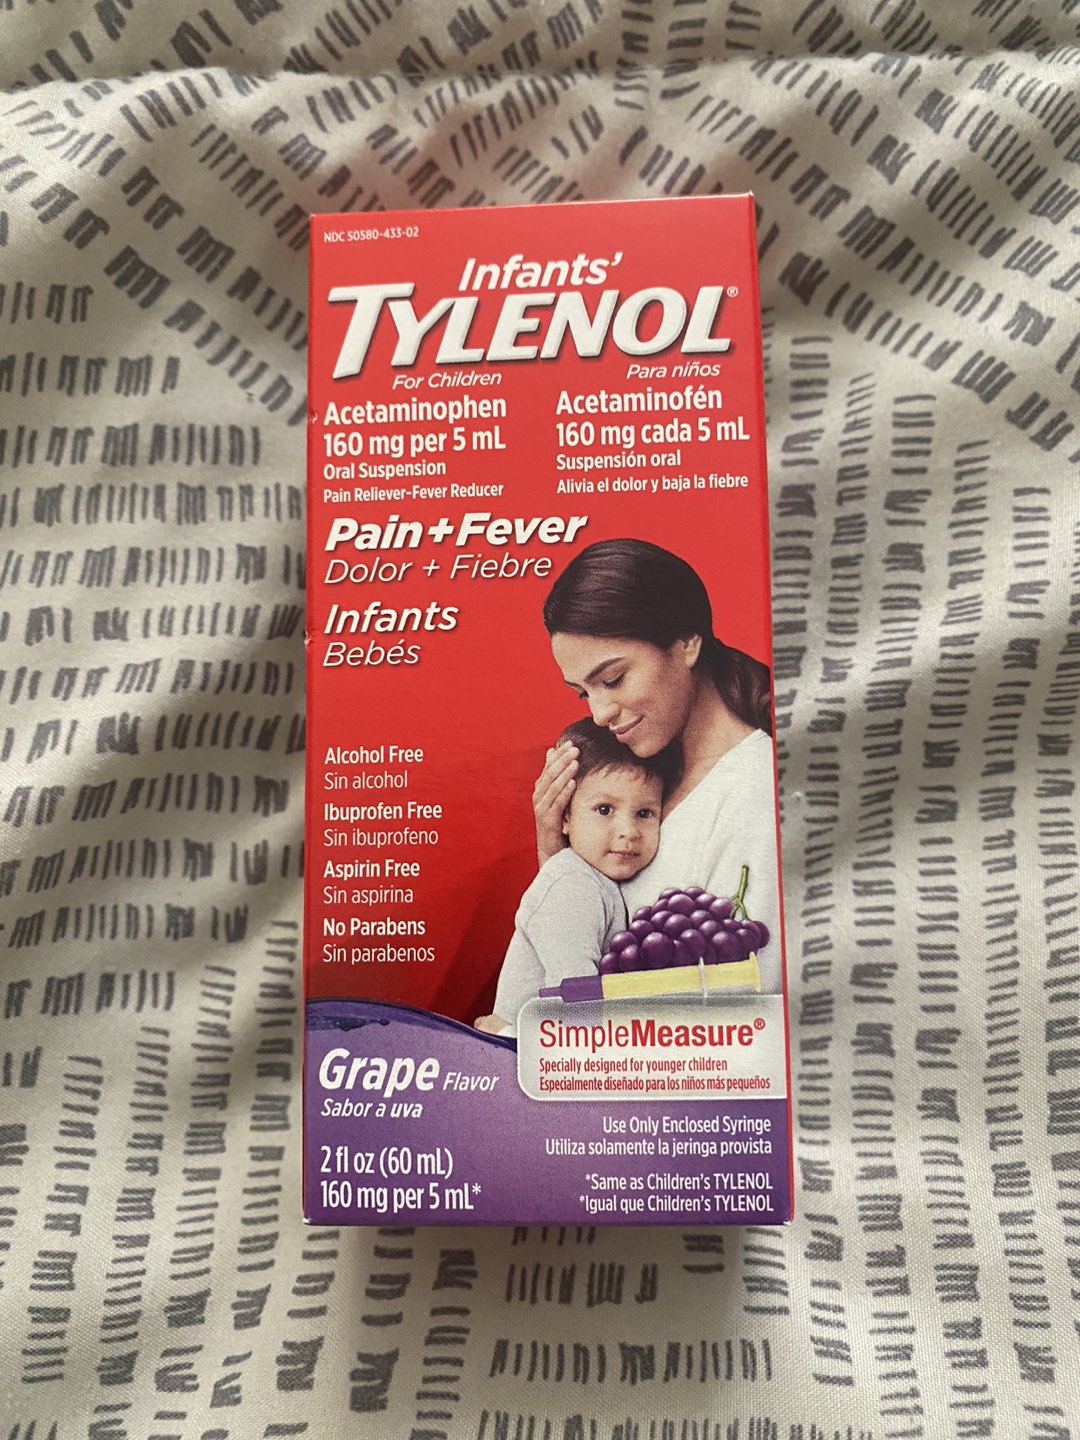 NDC 50580-433-02
Infants'
TYLENOL®
For Children
Para niños
Acetaminophen
160 mg per 5 mL
Oral Suspension
Pain Reliever-Fever Reducer
Acetaminofén
160 mg cada 5 mL
Suspensión oral
Alivia el dolor y baja la fiebre
Pain+Fever
Dolor + Fiebre
Infants
Bebés
Alcohol Free
Sin alcohol
Ibuprofen Free
Sin ibuprofeno
Aspirin Free
Sin aspirina
No Parabens
Sin parabenos
SimpleMeasure®
Specially designed for younger children
Especialmente diseñado para los niños más pequeños
Grape Flavor
Sabor a uva
2 fl oz (60 mL)
160 mg per 5 mL*
Use Only Enclosed Syringe
Utiliza solamente la jeringa provista
*Same as Children's TYLENOL
*Igual que Children's TYLENOL